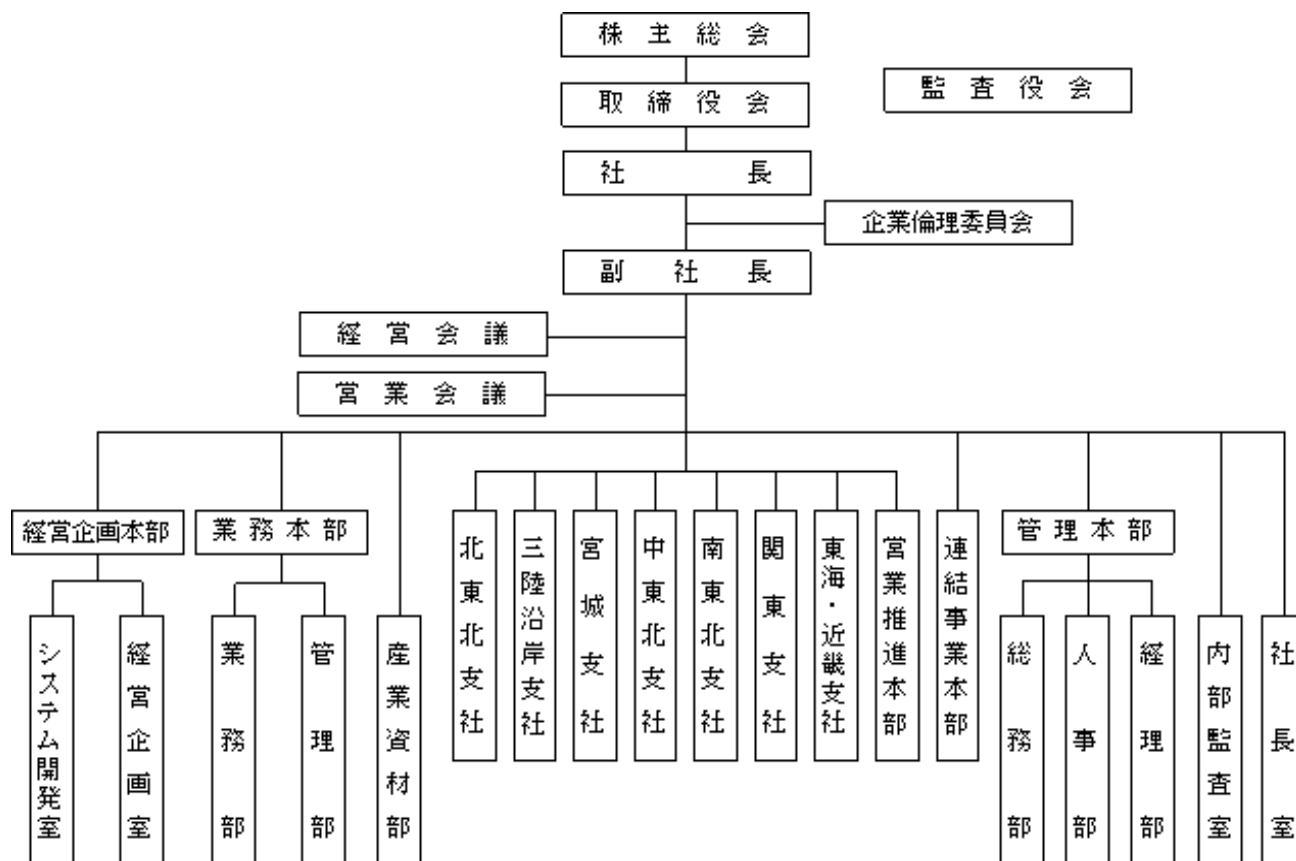 株主総会
監査役会
取締役会
社長
企業倫理委員会
副社長
経営会議
営業会議
経営企画本部
業務本部
管理本部
北東北支社
三陸沿岸支社
宮城支社
中東北支社
南東北支社
関東支社
東海・近畿支社
営業推進本部
連結事業本部
システム開発室
経営企画室
業務部
管理部
産業資材部
総務部
人事部
経理部
内部監査室
社長室